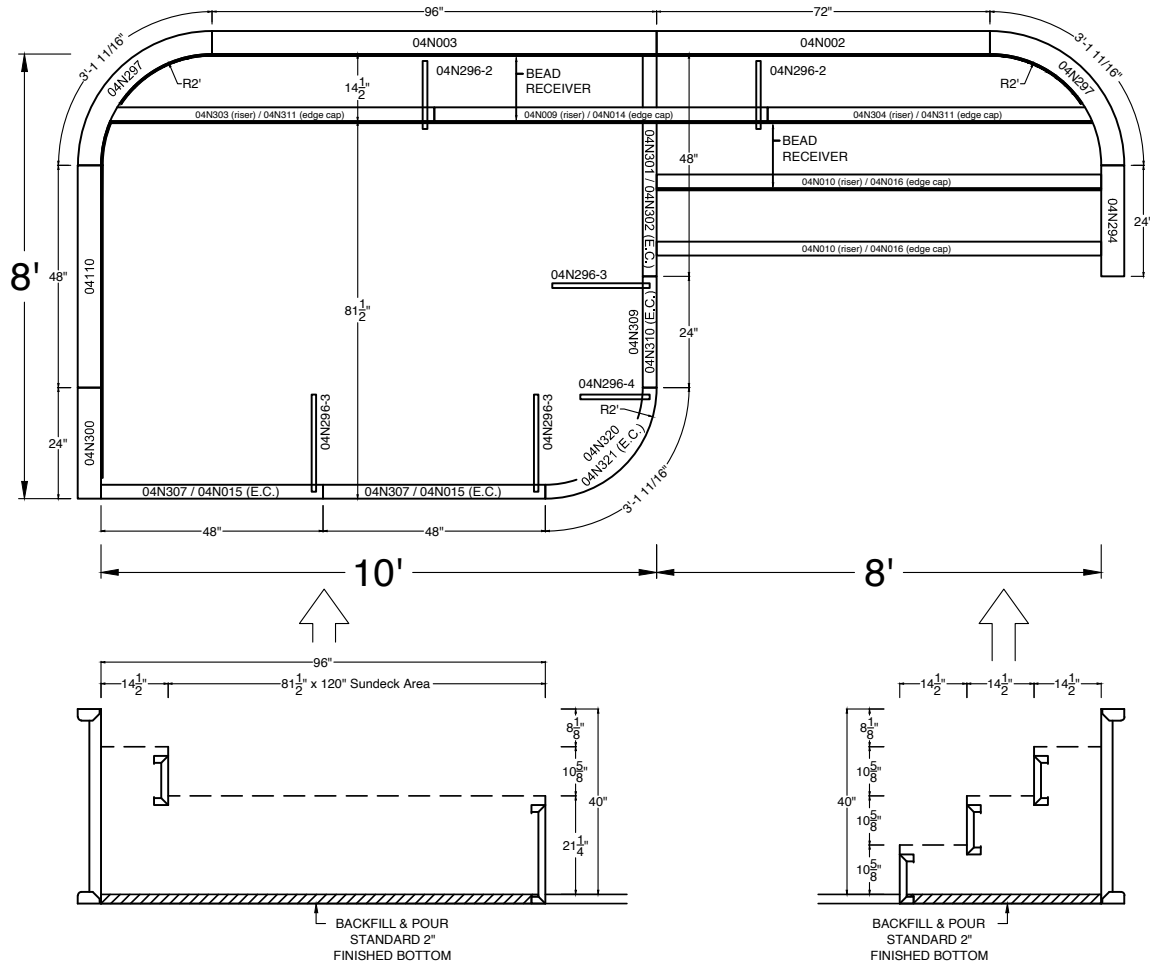 96"
72"
3'-1 11/16"
3'-1 11/16"
04N003
04N002
04N297
04N297
R2'
R2'
04N296-2
04N296-2
BEAD
RECEIVER
14 1/2"
04N303 (riser) / 04N311 (edge cap)
04N009 (riser) / 04N014 (edge cap)
04N304 (riser) / 04N311 (edge cap)
BEAD
RECEIVER
48"
04N301 / 04N302 (E.C.)
04N010 (riser) / 04N016 (edge cap)
04N294
24"
04N010 (riser) / 04N016 (edge cap)
8'
48"
04110
81 1/2"
04N296-3
04N309
04N310 (E.C.)
24"
04N296-4
R2'
04N320
04N321 (E.C.)
3'-1 11/16"
24"
04N300
04N296-3
04N296-3
04N307 / 04N015 (E.C.)
04N307 / 04N015 (E.C.)
48"
48"
10'
8'
96"
14 1/2"
81 1/2" x 120" Sundeck Area
8 1/8"
10 5/8"
40"
21 1/4"
BACKFILL & POUR
STANDARD 2"
FINISHED BOTTOM
14 1/2"
14 1/2"
14 1/2"
8 1/8"
10 5/8"
40"
10 5/8"
10 5/8"
BACKFILL & POUR
STANDARD 2"
FINISHED BOTTOM